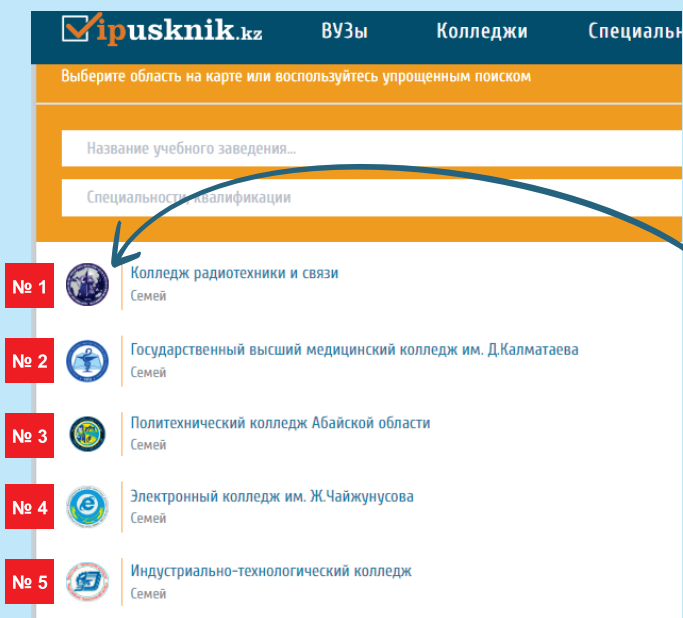 Vipusknik.kz ВУЗы Колледжи Специальн
Выберите область на карте или воспользуйтесь упрощенным поиском
Название учебного заведения...
Специальности, квалификации
№ 1 Колледж радиотехники и связи
Семей
№ 2 Государственный высший медицинский колледж им. Д.Калматаева
Семей
№ 3 Политехнический колледж Абайской области
Семей
№ 4 Электронный колледж им. Ж.Чайжунусова
Семей
№ 5 Индустриально-технологический колледж
Семей